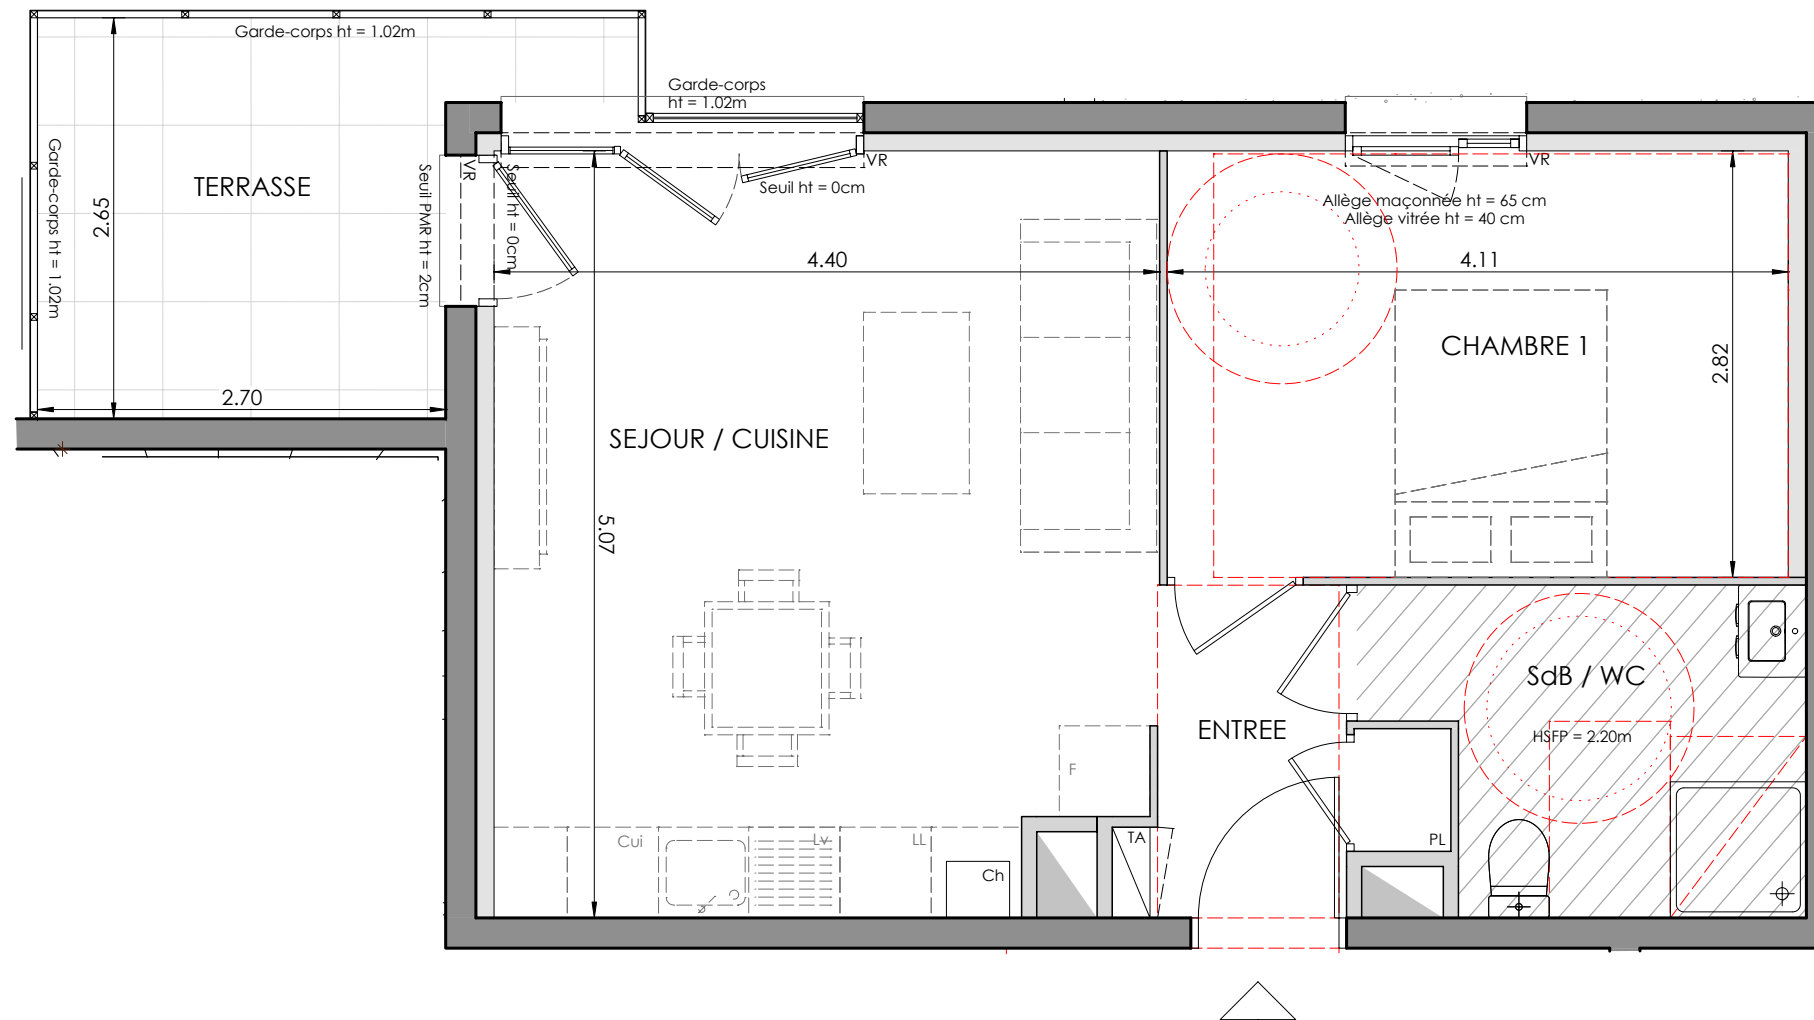 Garde-corps ht = 1.02m
Garde-corps
ht = 1.02m
Garde-corps ht = 1.02m
TERRASSE
2.95
2.70
Seuil PMR ht = 2cm
VR
Seuil ht = 0cm
VR
Seuil ht = 0cm
VR
Allège maçonnée ht = 65 cm
Allège vitrée ht = 40 cm
4.40
4.11
CHAMBRE 1
2.82
SEJOUR / CUISINE
5.07
SdB / WC
HSFP = 2.20m
ENTREE
F
Cui
Lv
LL
Ch
TA
PL